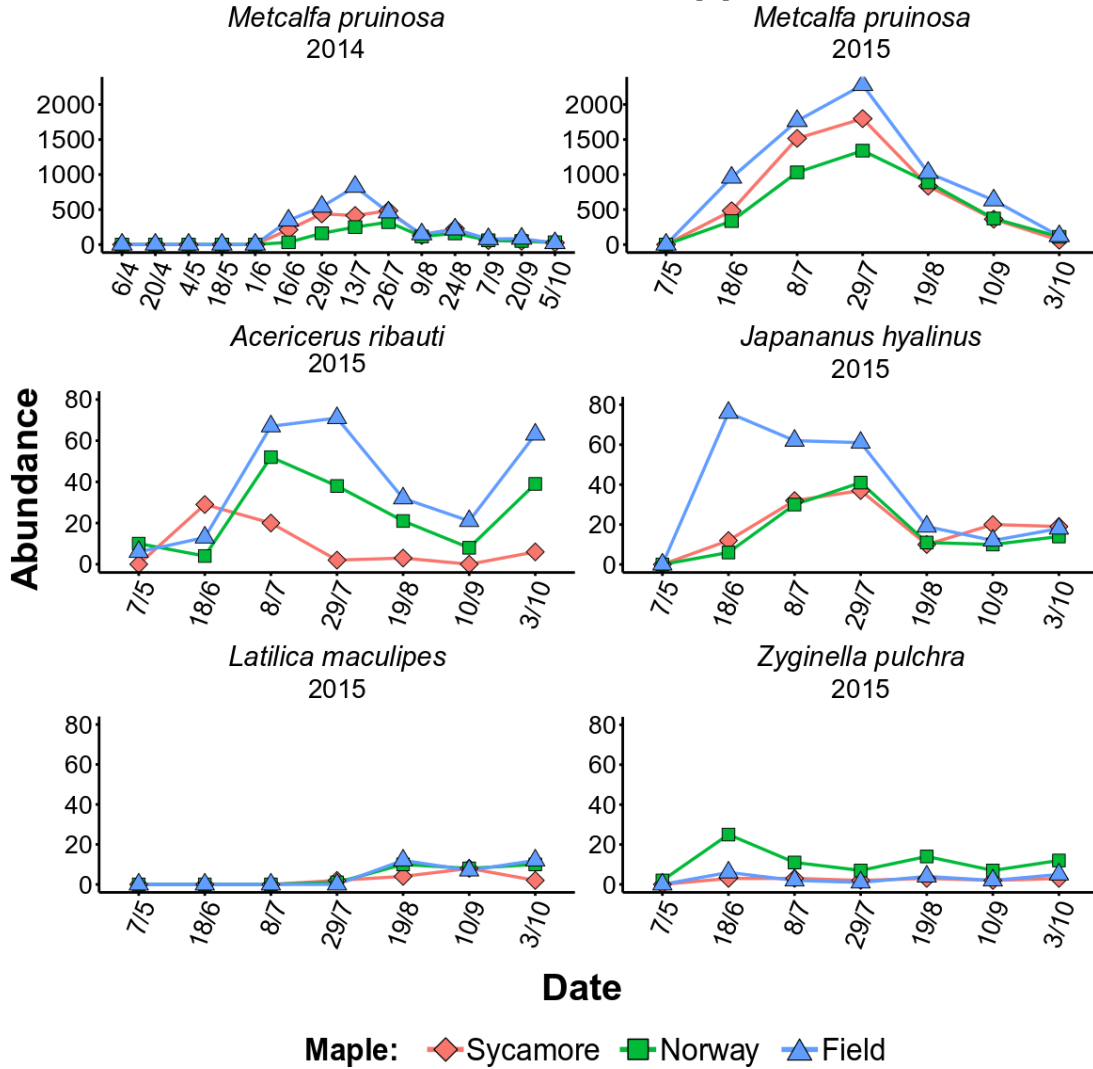 Metcalfa pruinosa
2014
2000
1500
1000
500
0
6/4 20/4 4/5 18/5 1/6 16/6 29/6 13/7 26/7 9/8 24/8 7/9 20/9 5/10
Metcalfa pruinosa
2015
2000
1500
1000
500
0
7/5 18/6 8/7 29/7 19/8 10/9 3/10
Abundance
Acericerus ribauti
2015
80
60
40
20
0
7/5 18/6 8/7 29/7 19/8 10/9 3/10
Japananus hyalinus
2015
80
60
40
20
0
7/5 18/6 8/7 29/7 19/8 10/9 3/10
Latilica maculipes
2015
80
60
40
20
0
7/5 18/6 8/7 29/7 19/8 10/9 3/10
Zyginella pulchra
2015
80
60
40
20
0
7/5 18/6 8/7 29/7 19/8 10/9 3/10
Date
Maple: Sycamore Norway Field